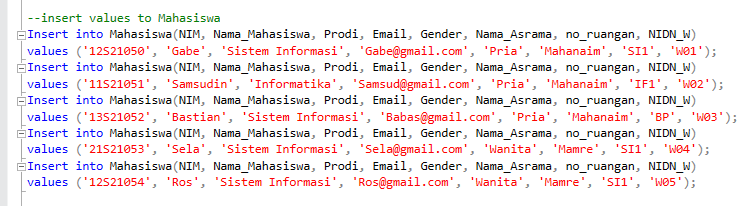 --insert values to Mahasiswa
Insert into Mahasiswa(NIM, Nama_Mahasiswa, Prodi, Email, Gender, Nama_Asrama, no_ruangan, NIDN_W)
values ('12S21050', 'Gabe', 'Sistem Informasi', 'Gabe@gmail.com', 'Pria', 'Mahanaim', 'SI1', 'W01');
Insert into Mahasiswa(NIM, Nama_Mahasiswa, Prodi, Email, Gender, Nama_Asrama, no_ruangan, NIDN_W)
values ('11S21051', 'Samsudin', 'Informatika', 'Samsud@gmail.com', 'Pria', 'Mahanaim', 'IF1', 'W02');
Insert into Mahasiswa(NIM, Nama_Mahasiswa, Prodi, Email, Gender, Nama_Asrama, no_ruangan, NIDN_W)
values ('13S21052', 'Bastian', 'Sistem Informasi', 'Babas@gmail.com', 'Pria', 'Mahanaim', 'BP', 'W03');
Insert into Mahasiswa(NIM, Nama_Mahasiswa, Prodi, Email, Gender, Nama_Asrama, no_ruangan, NIDN_W)
values ('21S21053', 'Sela', 'Sistem Informasi', 'Sela@gmail.com', 'Wanita', 'Mamre', 'SI1', 'W04');
Insert into Mahasiswa(NIM, Nama_Mahasiswa, Prodi, Email, Gender, Nama_Asrama, no_ruangan, NIDN_W)
values ('12S21054', 'Ros', 'Sistem Informasi', 'Ros@gmail.com', 'Wanita', 'Mamre', 'SI1', 'W05');